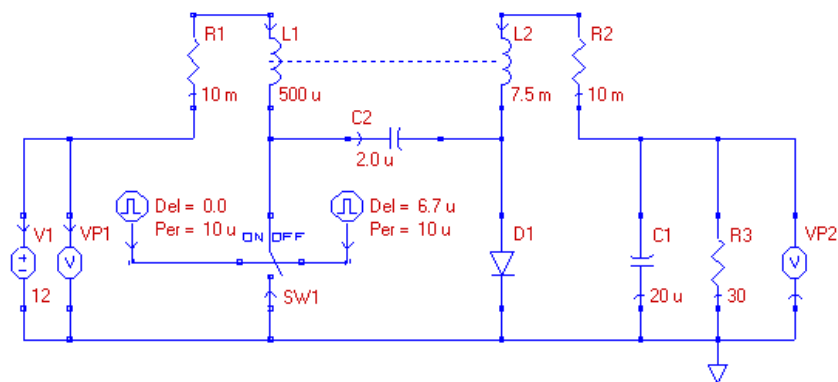 R1
L1
L2
R2
10 m
500 u
7.5 m
10 m
C2
2.0 u
Del = 0.0
Per = 10 u
Del = 6.7 u
Per = 10 u
V1
VP1
ON OFF
D1
C1
R3
VP2
V
V
12
SW1
20 u
30